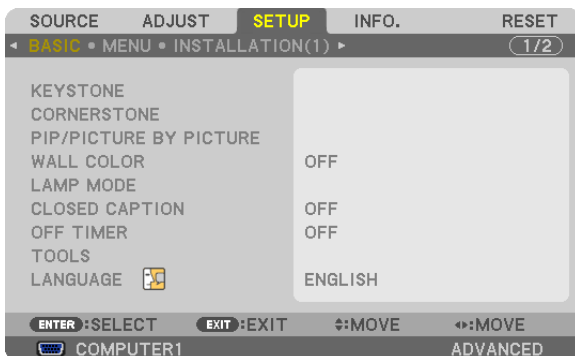 SOURCE ADJUST SETUP INFO. RESET
◄ BASIC • MENU • INSTALLATION(1) ► 1/2
KEYSTONE
CORNERSTONE
PIP/PICTURE BY PICTURE
WALL COLOR OFF
LAMP MODE
CLOSED CAPTION OFF
OFF TIMER OFF
TOOLS
LANGUAGE ENGLISH
ENTER :SELECT EXIT :EXIT :MOVE :MOVE
COMPUTER1 ADVANCED